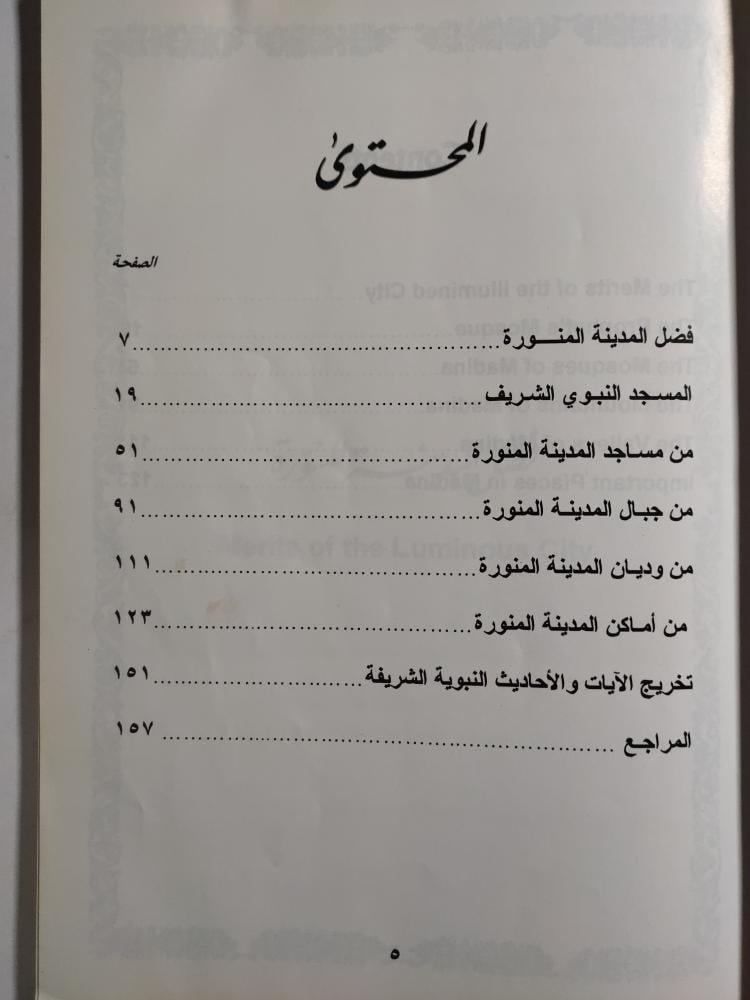 المحتوى
الصفحة
فضل المدينة المنـــورة........................................٧
المسجد النبوي الشريف........................................١٩
من مساجد المدينة المنورة........................................٥١
من جبال المدينة المنورة........................................٩١
من وديان المدينة المنورة........................................١١١
من أماكن المدينة المنورة........................................١٢٣
تخريج الآيات والأحاديث النبوية الشريفة..........................١٥١
المراجع ........................................ ١٥٧
٥